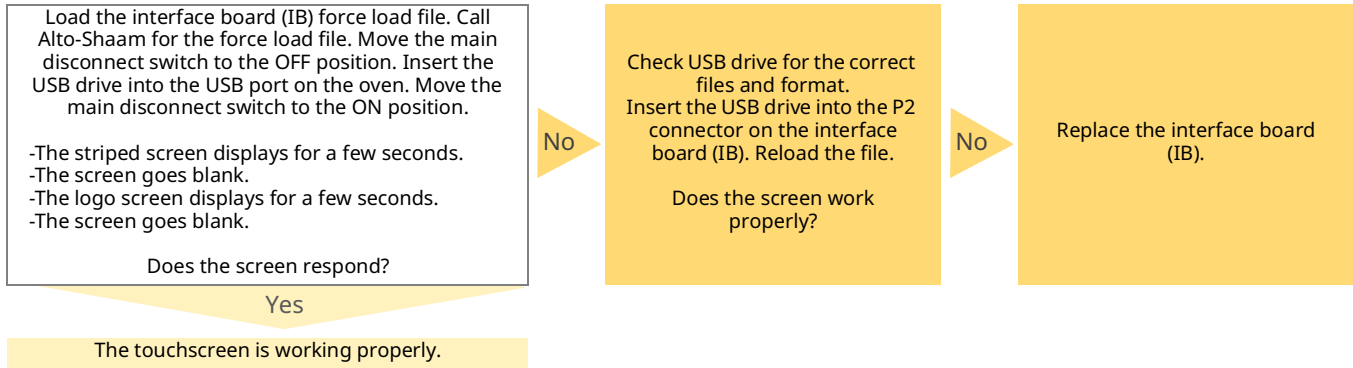 Load the interface board (IB) force load file. Call
Alto-Shaam for the force load file. Move the main
disconnect switch to the OFF position. Insert the
USB drive into the USB port on the oven. Move the
main disconnect switch to the ON position.
-The striped screen displays for a few seconds.
-The screen goes blank.
-The logo screen displays for a few seconds.
-The screen goes blank.
Does the screen respond?
No
Check USB drive for the correct
files and format.
Insert the USB drive into the P2
connector on the interface
board (IB). Reload the file.
Does the screen work
properly?
No
Replace the interface board
(IB).
Yes
The touchscreen is working properly.